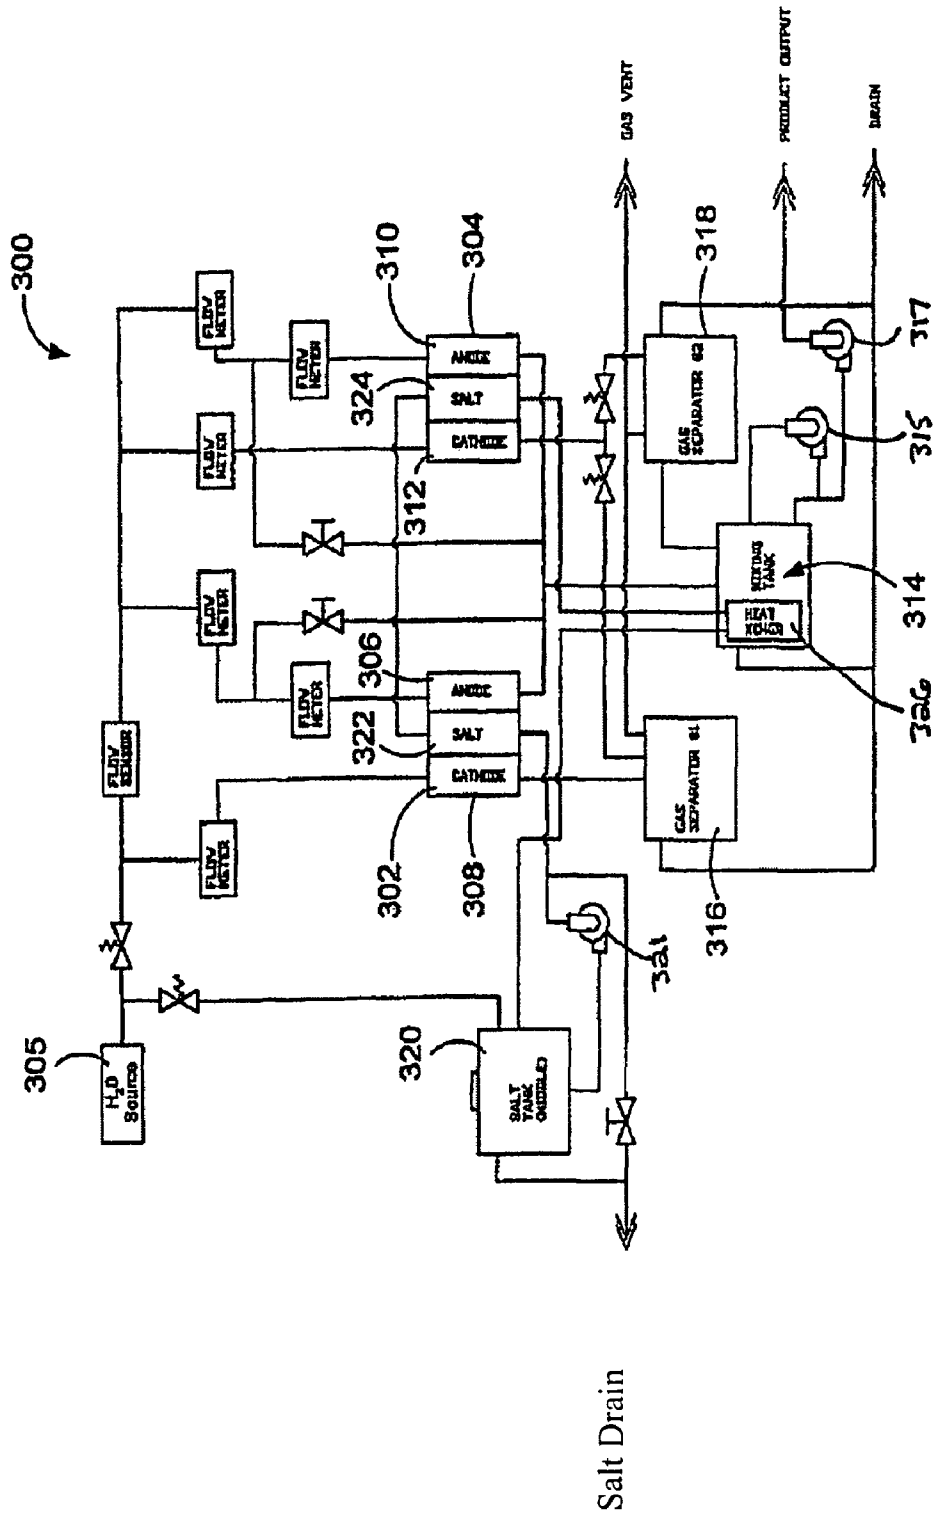 300
305
H₂O
Source
FLOW
SENSOR
FLOW
METER
FLOW
METER
FLOW
METER
FLOW
METER
FLOW
METER
FLOW
METER
302
322
306
312
324
310
320
308
304
CATHODE
SALT
ANODE
CATHODE
SALT
ANODE
SALT
TANK
(MIDDLE)
Salt Drain
321
GAS VENT
GAS
SEPARATOR #1
GAS
SEPARATOR #2
316
318
HEAT
MIXING
TANK
PRODUCT OUTPUT
DRAIN
326
314
315
317